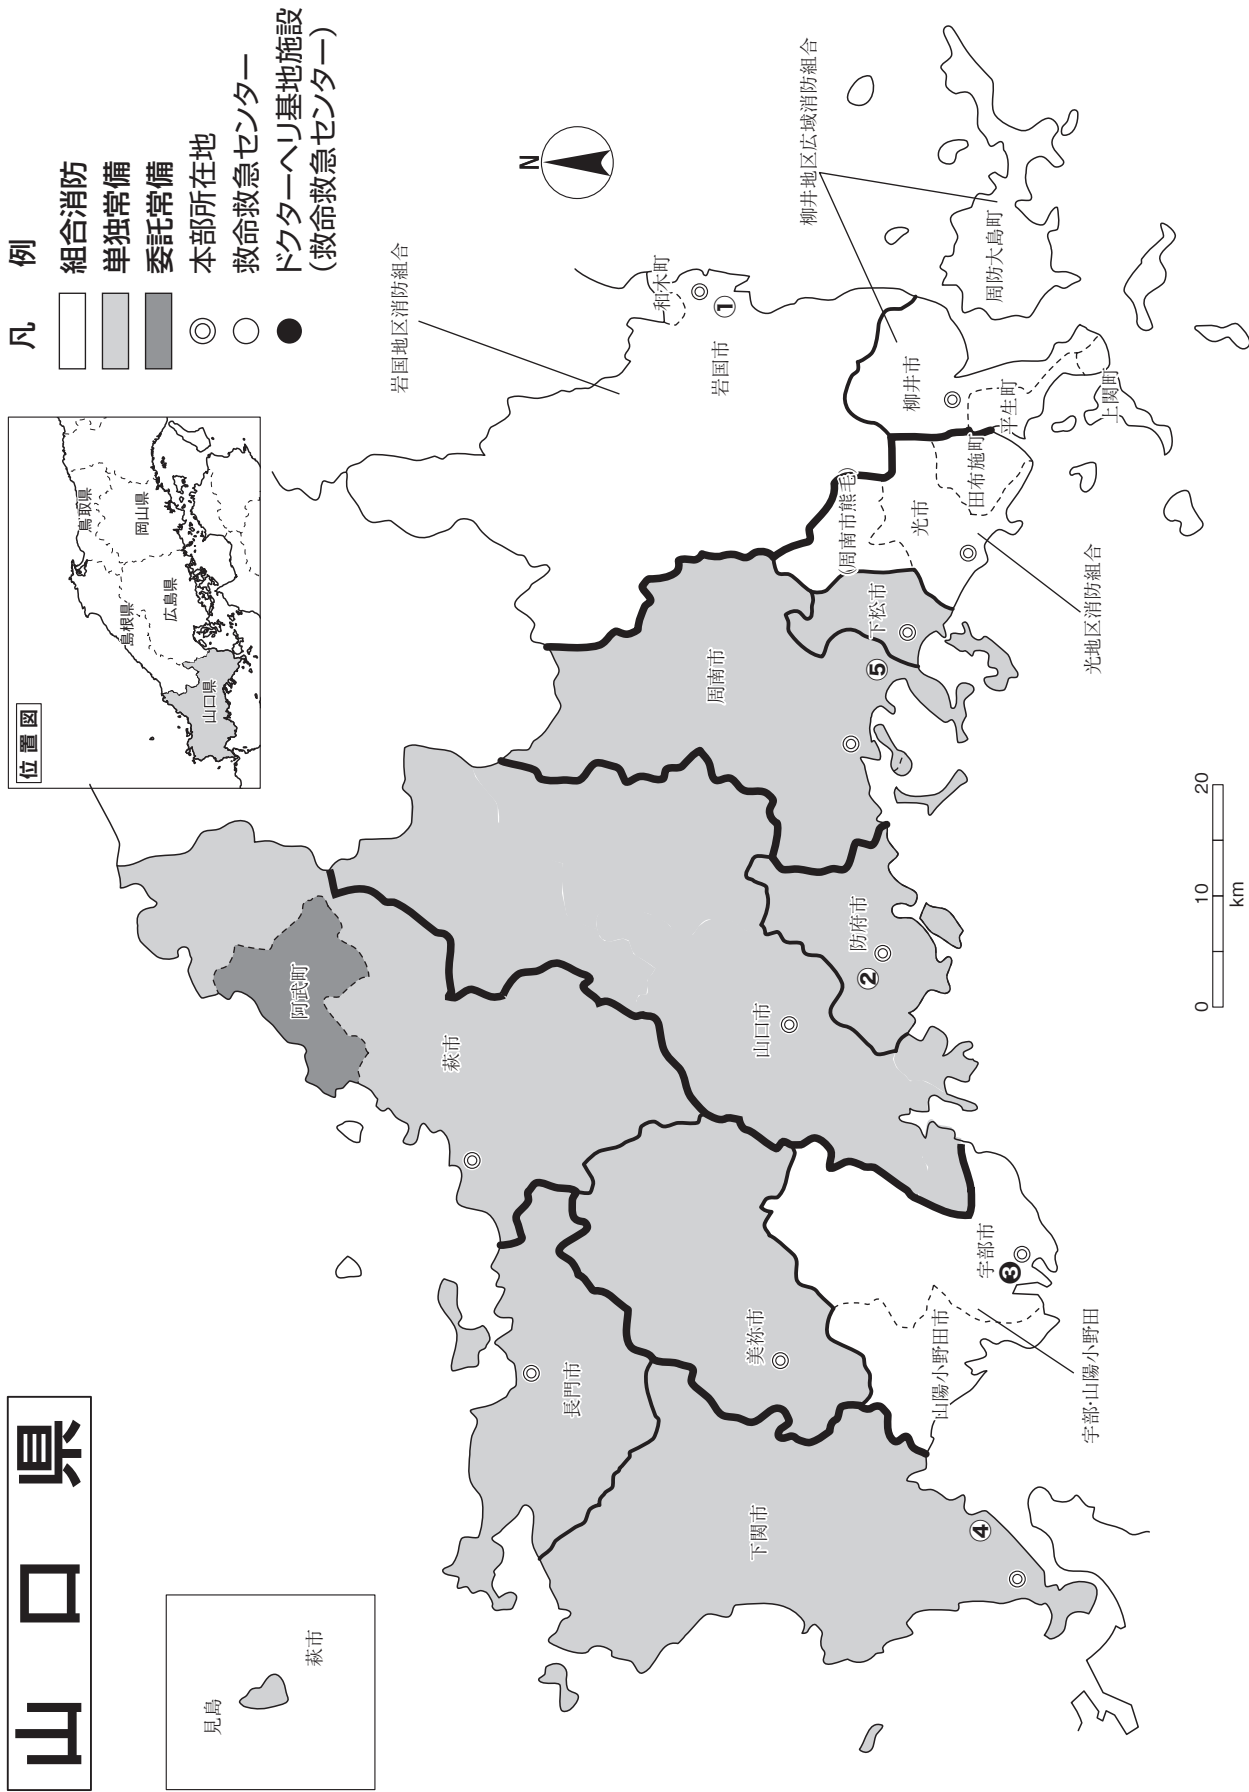 山口県
見島
萩市
位置図
鳥取県
島根県
岡山県
広島県
山口県
凡例
組合消防
単独常備
委託常備
本部所在地
救命救急センター
ドクターヘリ基地施設
(救命救急センター)
N
阿武町
萩市
長門市
下関市
④
美祢市
山陽小野田市
宇部市
③
宇部・山陽小野田
山口市
防府市
②
周南市
⑤
下松市
(周南市熊毛)
光市
田布施町
光地区消防組合
岩国地区消防組合
和木町
①
岩国市
柳井地区広域消防組合
柳井市
平生町
上関町
周防大島町
0 10 20
km